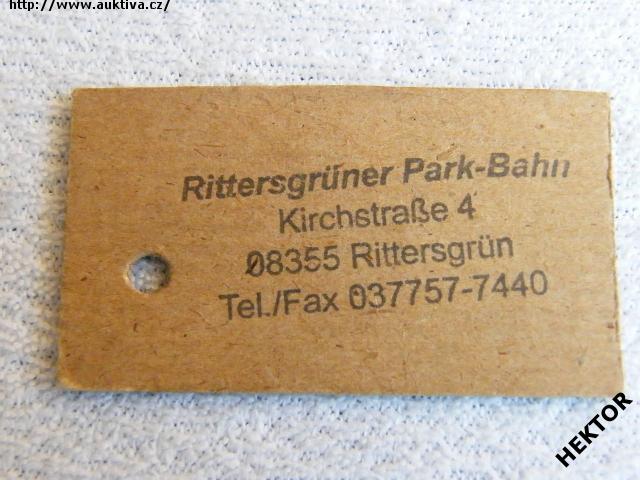 http://www.auktiva.cz/
Rittersgrüner Park-Bahn
Kirchstraße 4
08355 Rittersgrün
Tel./Fax 037757-7440
HEKTOR